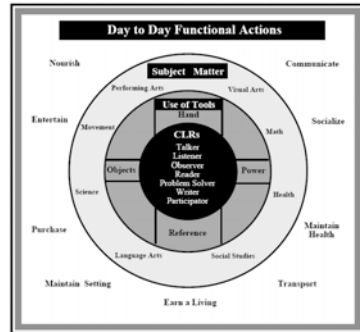 Day to Day Functional Actions
Nourish
Communicate
Subject Matter
Performing Arts
Visual Arts
Use of Tools
Hand
Entertain
Socialize
Movement
Math
CLRs
Talker
Listener
Observer
Reader
Problem Solver
Writer
Participator
Objects
Power
Science
Health
Purchase
Maintain
Health
Reference
Language Arts
Social Studies
Maintain Setting
Transport
Earn a Living